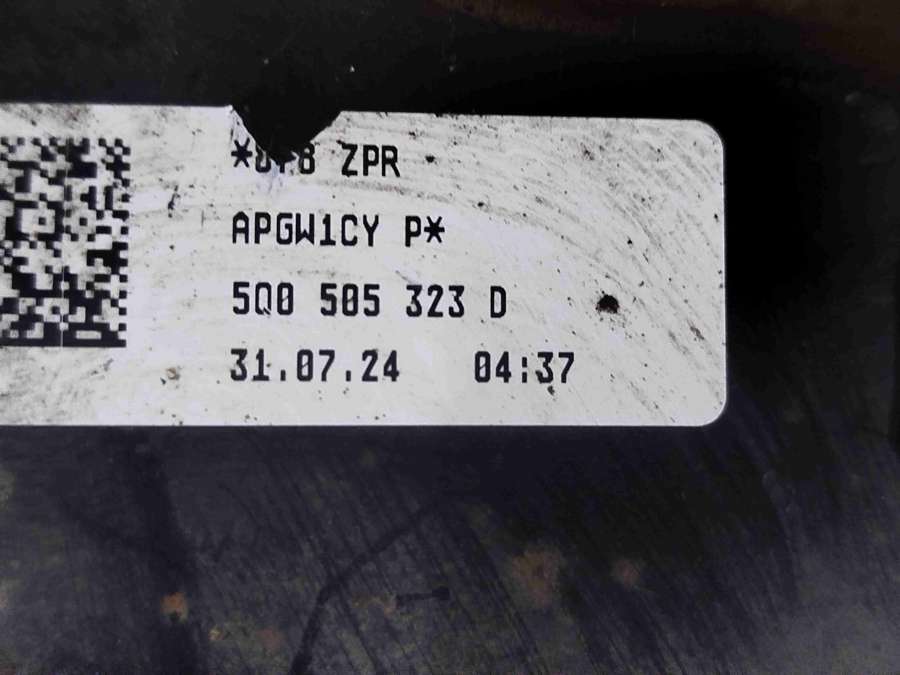 ZPR
APGW1CY P*
5Q0 505 323 D
31.07.24 04:37